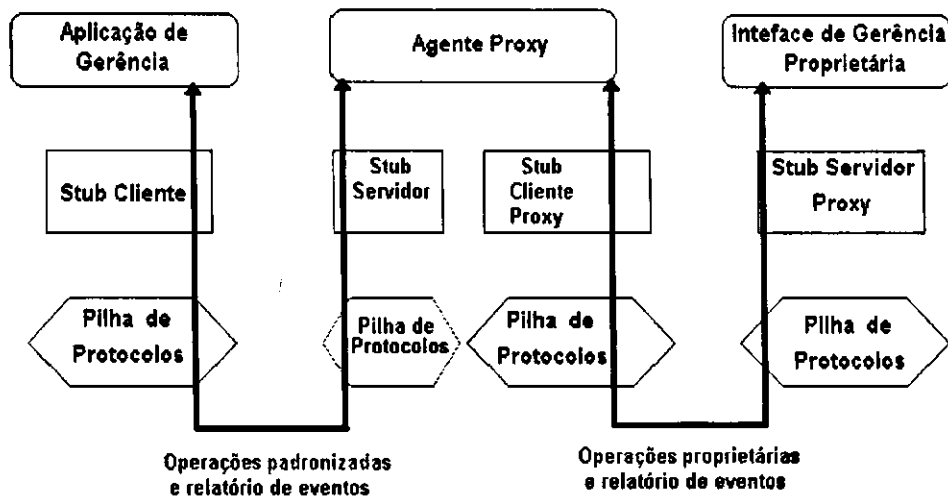 Aplicação de
Gerência
Agente Proxy
Inteface de Gerência
Proprietária
Stub Cliente
Stub
Servidor
Stub
Cliente
Proxy
Stub Servidor
Proxy
Pilha de
Protocolos
Pilha de
Protocolos
Pilha de
Protocolos
Pilha de
Protocolos
Operações padronizadas
e relatório de eventos
Operações proprietárias
e relatório de eventos